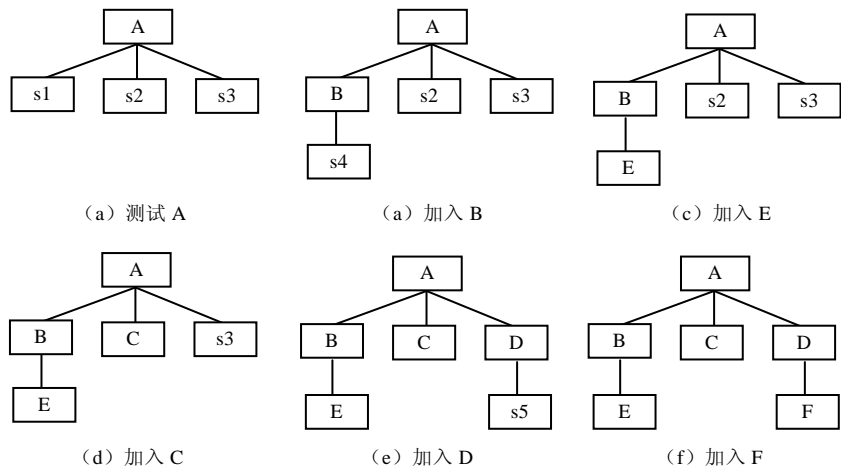 A
A
A
s1 s2 s3
B s2 s3
B s2 s3
s4
E
（a）测试 A
（a）加入 B
（c）加入 E
A
A
A
B C s3
B C D
B C D
E
E s5
E F
（d）加入 C
（e）加入 D
（f）加入 F